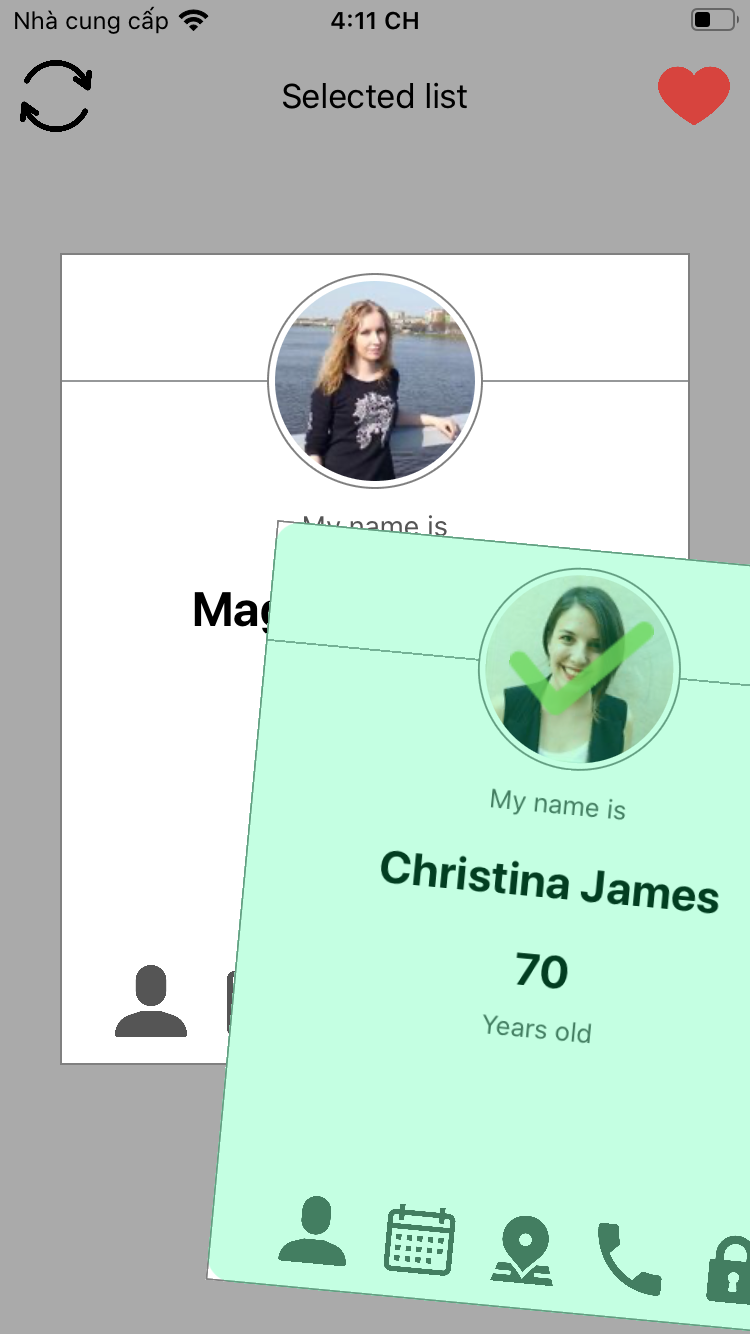 Nhà cung cấp 4:11 CH
Selected list
My name is
My name is
Christina James
70
Years old